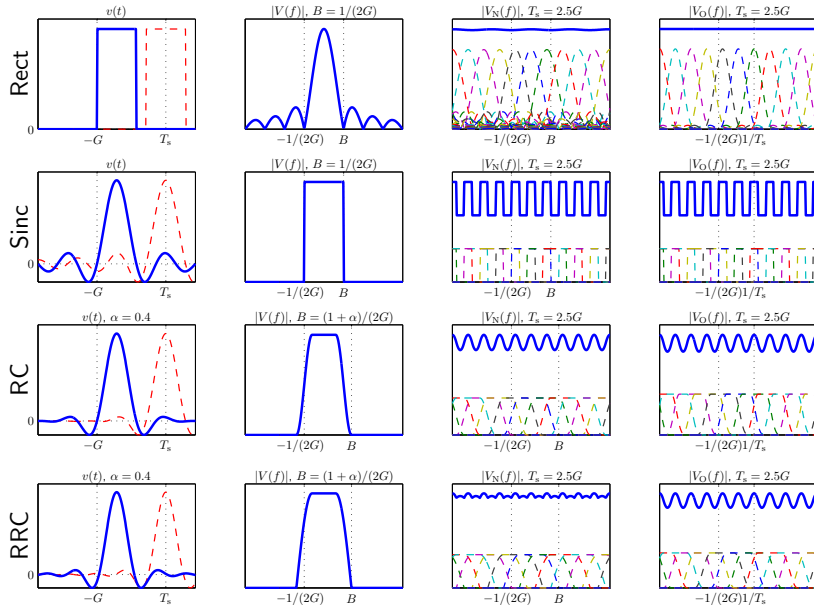 v(t)
|V(f)|, B = 1/(2G)
|V_N(f)|, T_s = 2.5G
|V_O(f)|, T_s = 2.5G
Rect
0
−G
T_s
−1/(2G)
B
−1/(2G)
B
−1/(2G)1/T_s
v(t)
|V(f)|, B = 1/(2G)
|V_N(f)|, T_s = 2.5G
|V_O(f)|, T_s = 2.5G
Sinc
0
−G
T_s
−1/(2G)
B
−1/(2G)
B
−1/(2G)1/T_s
v(t), α = 0.4
|V(f)|, B = (1 + α)/(2G)
|V_N(f)|, T_s = 2.5G
|V_O(f)|, T_s = 2.5G
RC
0
−G
T_s
−1/(2G)
B
−1/(2G)
B
−1/(2G)1/T_s
v(t), α = 0.4
|V(f)|, B = (1 + α)/(2G)
|V_N(f)|, T_s = 2.5G
|V_O(f)|, T_s = 2.5G
RRC
0
−G
T_s
−1/(2G)
B
−1/(2G)
B
−1/(2G)1/T_s